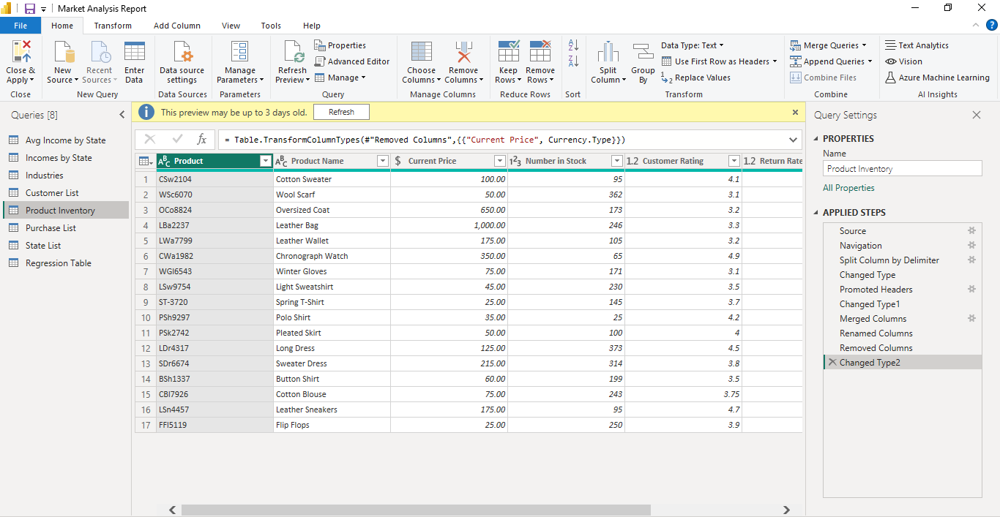 Market Analysis Report
File Home Transform Add Column View Tools Help
Close & Apply
Close
New Source
Recent Sources
Enter Data
New Query
Data source settings
Data Sources
Manage Parameters
Parameters
Refresh Preview
Properties
Advanced Editor
Manage
Query
Choose Columns
Remove Columns
Manage Columns
Keep Rows
Remove Rows
Reduce Rows
Sort
Split Column
Group By
Data Type: Text
Use First Row as Headers
Replace Values
Transform
Merge Queries
Append Queries
Combine Files
Combine
Text Analytics
Vision
Azure Machine Learning
AI Insights
Queries [8]
Avg Income by State
Incomes by State
Industries
Customer List
Product Inventory
Purchase List
State List
Regression Table
This preview may be up to 3 days old. Refresh
fx = Table.TransformColumnTypes(#"Removed Columns",{{"Current Price", Currency.Type}})
ABC Product ABC Product Name $ Current Price 123 Number in Stock 1.2 Customer Rating 1.2 Return Rate
1 CSw2104 Cotton Sweater 100.00 95 4.1
2 WSc6070 Wool Scarf 50.00 362 3.1
3 OCo8824 Oversized Coat 650.00 173 3.2
4 LBa2237 Leather Bag 1,000.00 246 3.3
5 LWa7799 Leather Wallet 175.00 105 3.2
6 CWa1982 Chronograph Watch 350.00 65 4.9
7 WGl6543 Winter Gloves 75.00 171 3.1
8 LSw9754 Light Sweatshirt 45.00 230 3.5
9 ST-3720 Spring T-Shirt 25.00 145 3.7
10 PSh9297 Polo Shirt 35.00 25 4.2
11 PSk2742 Pleated Skirt 50.00 100 4
12 LDr4317 Long Dress 125.00 373 4.5
13 SDr6674 Sweater Dress 215.00 314 3.8
14 BSh1337 Button Shirt 60.00 199 3.5
15 CBl7926 Cotton Blouse 75.00 243 3.75
16 LSn4457 Leather Sneakers 175.00 95 4.7
17 FFl5119 Flip Flops 25.00 250 3.9
Query Settings
PROPERTIES
Name
Product Inventory
All Properties
APPLIED STEPS
Source
Navigation
Split Column by Delimiter
Changed Type
Promoted Headers
Changed Type1
Merged Columns
Renamed Columns
Removed Columns
Changed Type2